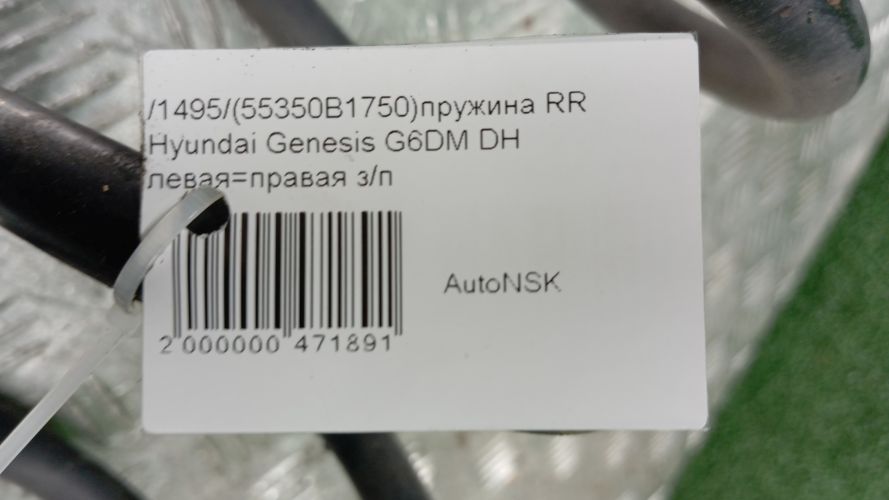 /1495/(55350B1750)пружина RR
Hyundai Genesis G6DM DH
левая=правая з/п
AutoNSK
2 000000 471891